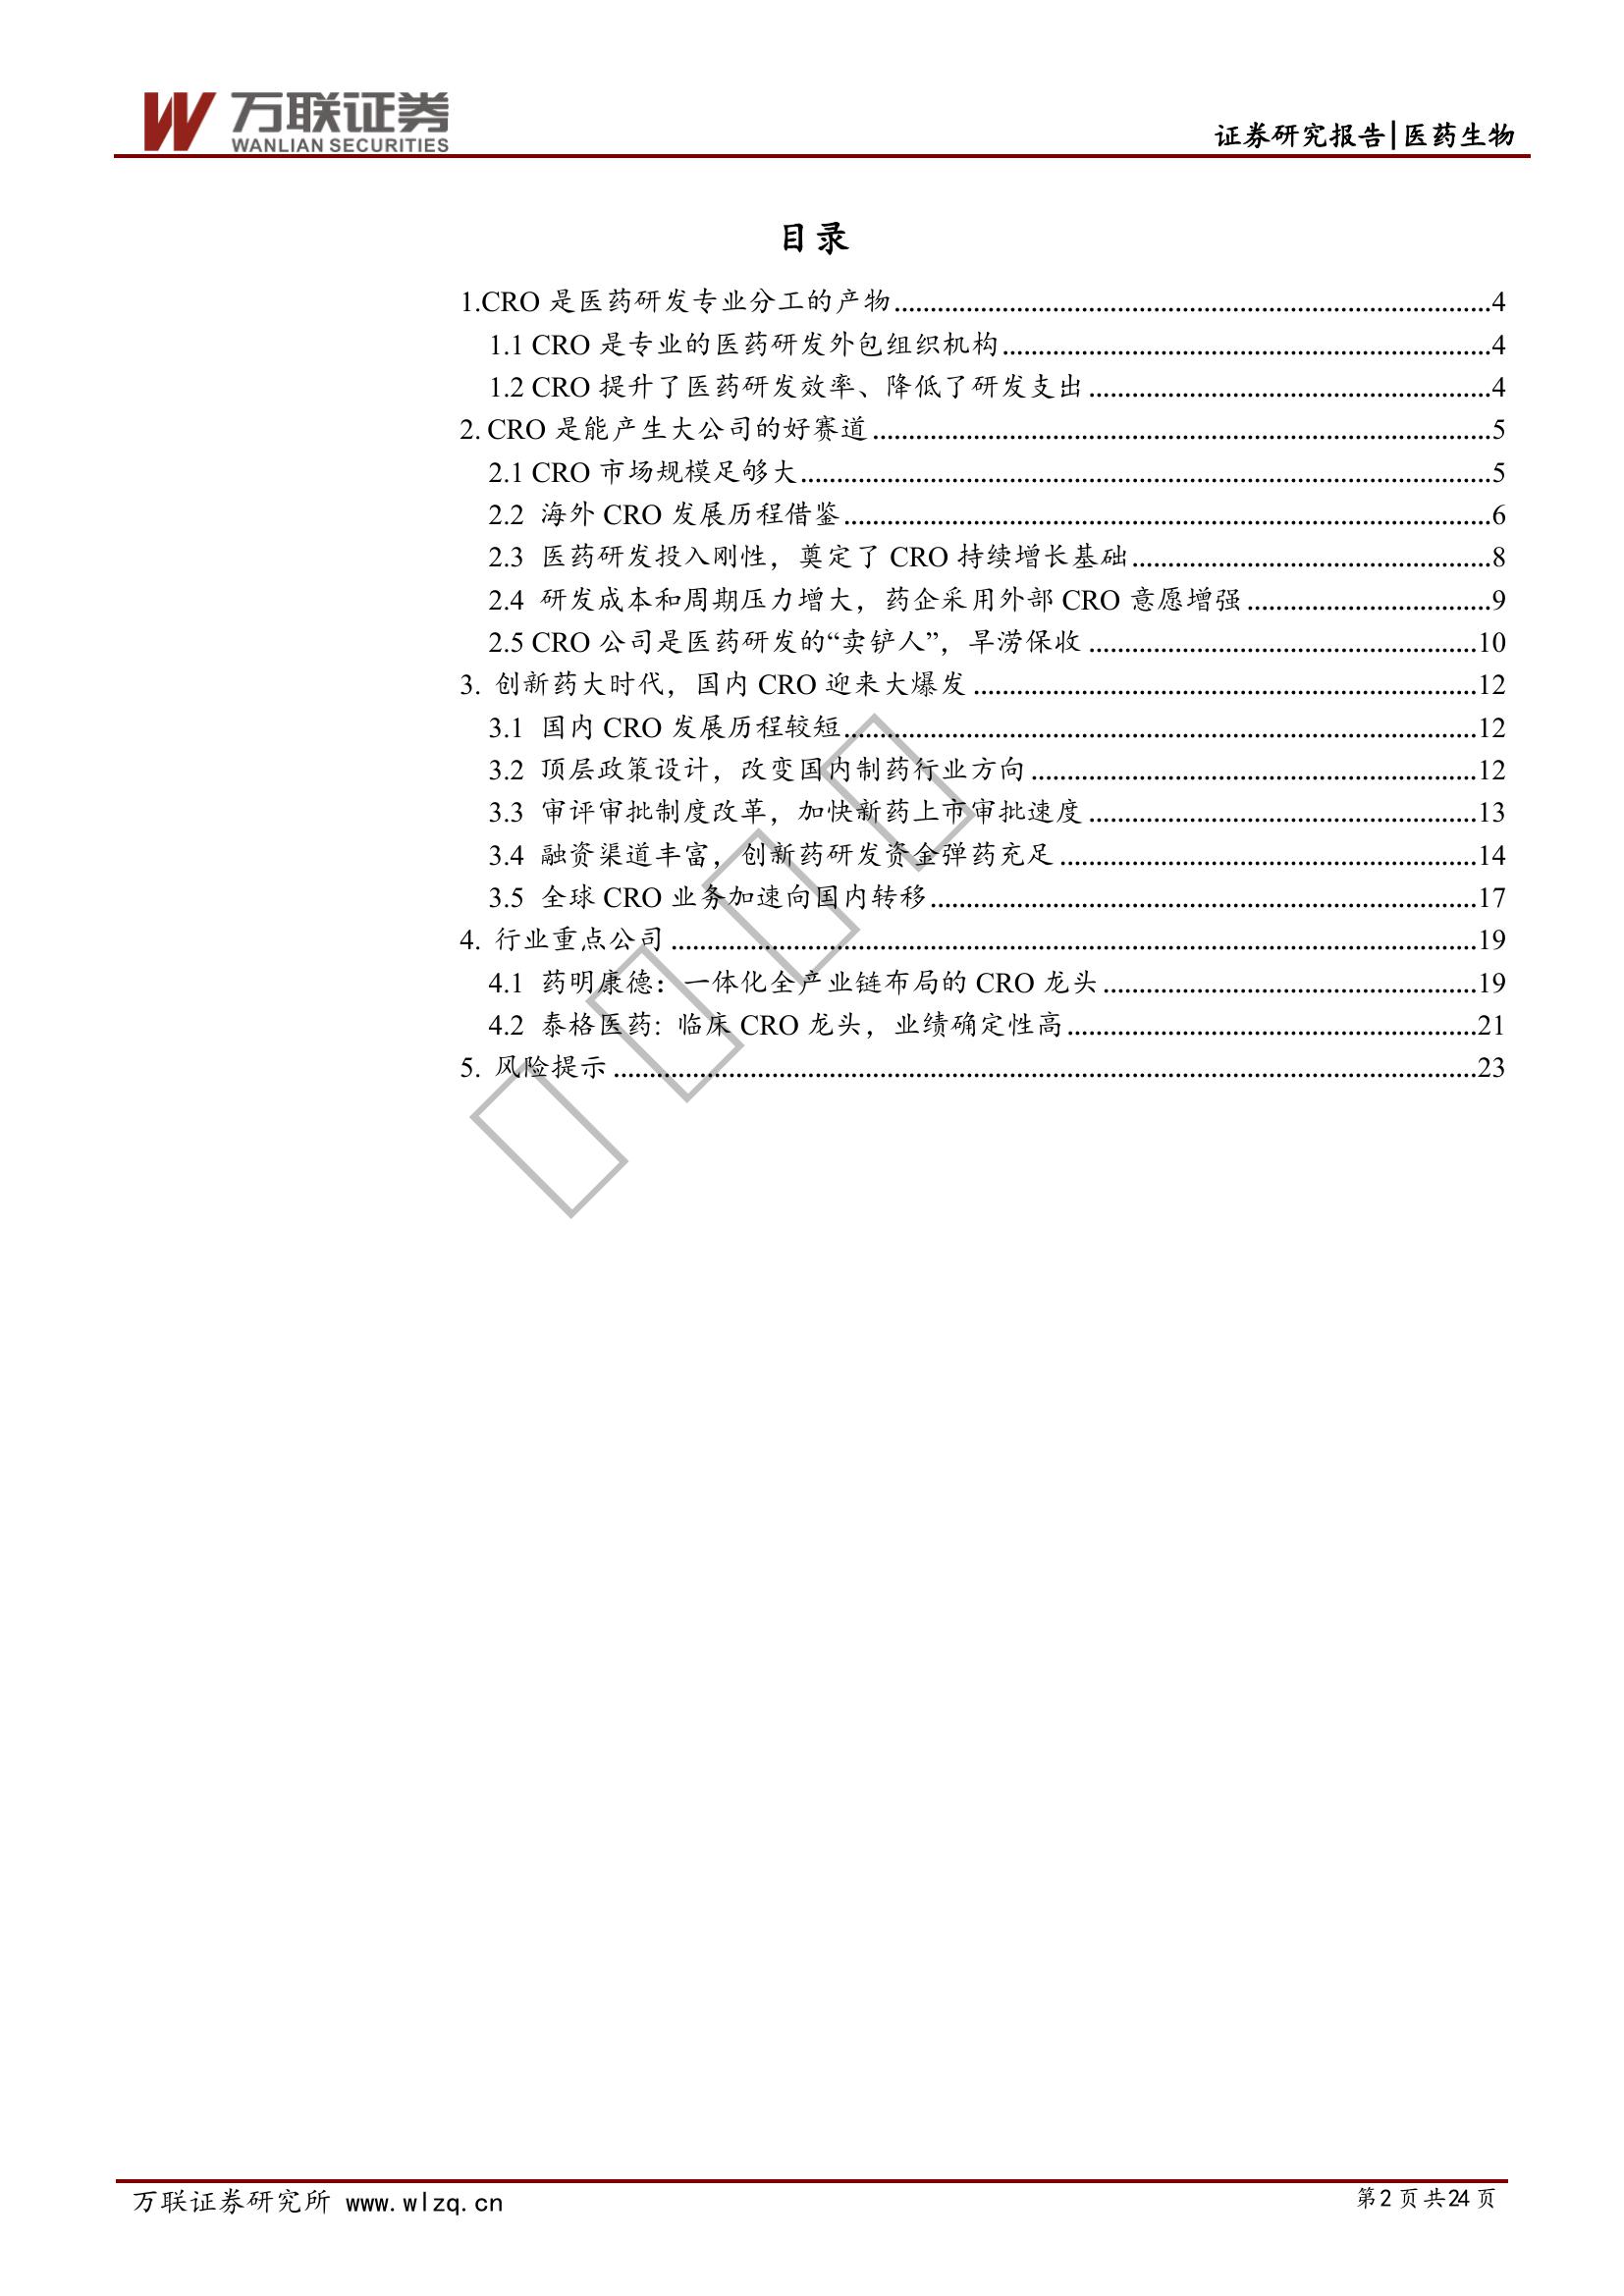 万联证券
WANLIAN SECURITIES
证券研究报告|医药生物
目录
1.CRO 是医药研发专业分工的产物...................................................................................4
1.1 CRO 是专业的医药研发外包组织机构....................................................................4
1.2 CRO 提升了医药研发效率、降低了研发支出........................................................4
2. CRO 是能产生大公司的好赛道......................................................................................5
2.1 CRO 市场规模足够大................................................................................................5
2.2 海外 CRO 发展历程借鉴..........................................................................................6
2.3 医药研发投入刚性，奠定了 CRO 持续增长基础..................................................8
2.4 研发成本和周期压力增大，药企采用外部 CRO 意愿增强..................................9
2.5 CRO 公司是医药研发的“卖铲人”，旱涝保收......................................................10
3. 创新药大时代，国内 CRO 迎来大爆发......................................................................12
3.1 国内 CRO 发展历程较短........................................................................................12
3.2 顶层政策设计，改变国内制药行业方向..............................................................12
3.3 审评审批制度改革，加快新药上市审批速度......................................................13
3.4 融资渠道丰富，创新药研发资金弹药充足..........................................................14
3.5 全球 CRO 业务加速向国内转移............................................................................17
4. 行业重点公司................................................................................................................19
4.1 药明康德：一体化全产业链布局的 CRO 龙头....................................................19
4.2 泰格医药: 临床 CRO 龙头，业绩确定性高.........................................................21
5. 风险提示........................................................................................................................23
万联证券研究所 www.wlzq.cn
第2 页 共24 页